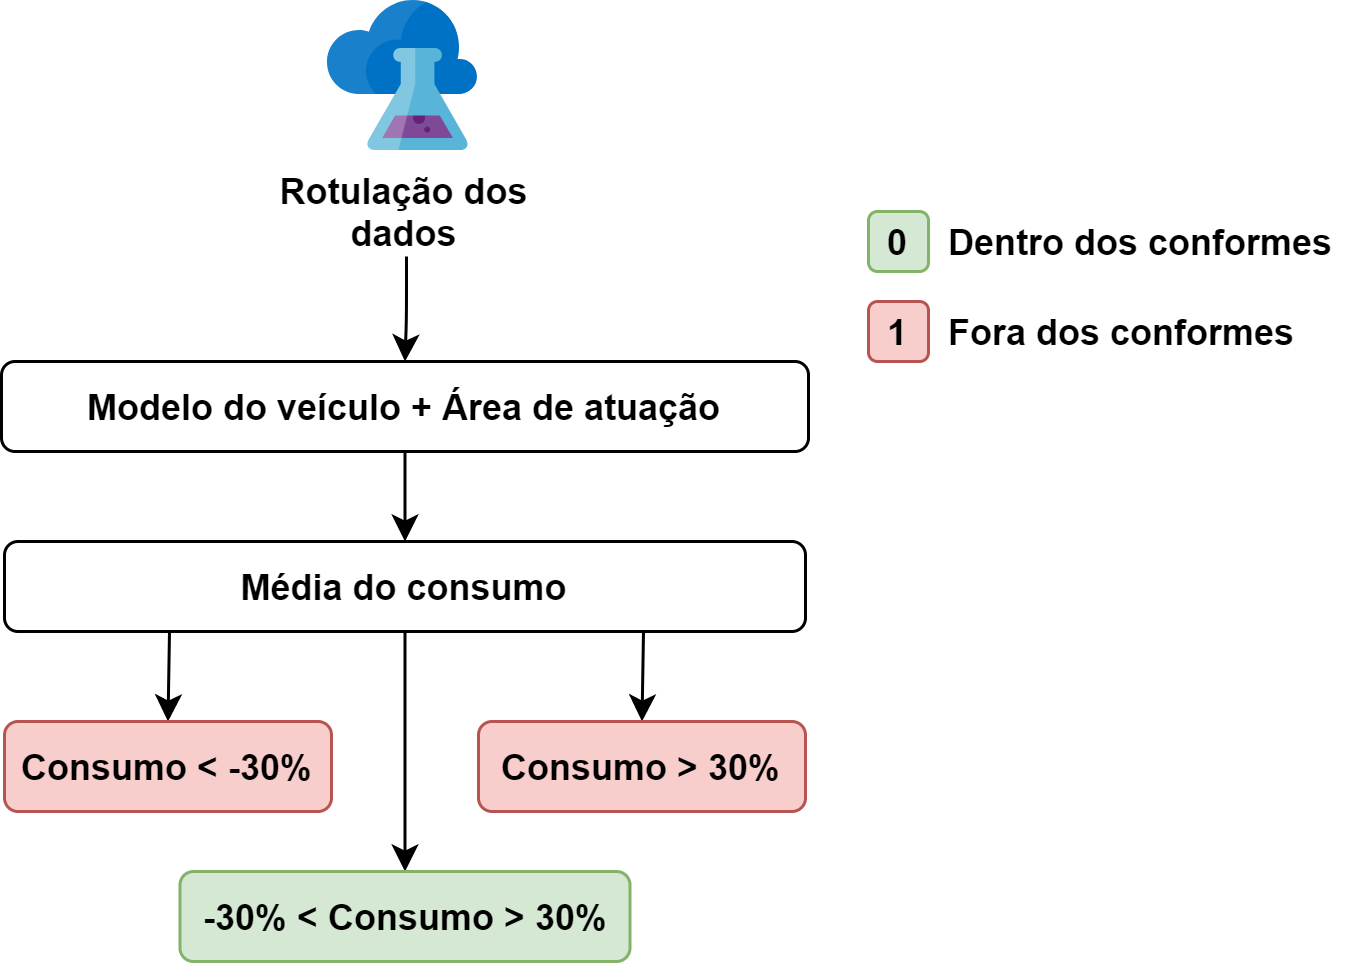 Rotulação dos
dados
0 Dentro dos conformes
1 Fora dos conformes
Modelo do veículo + Área de atuação
Média do consumo
Consumo < -30%
Consumo > 30%
-30% < Consumo > 30%